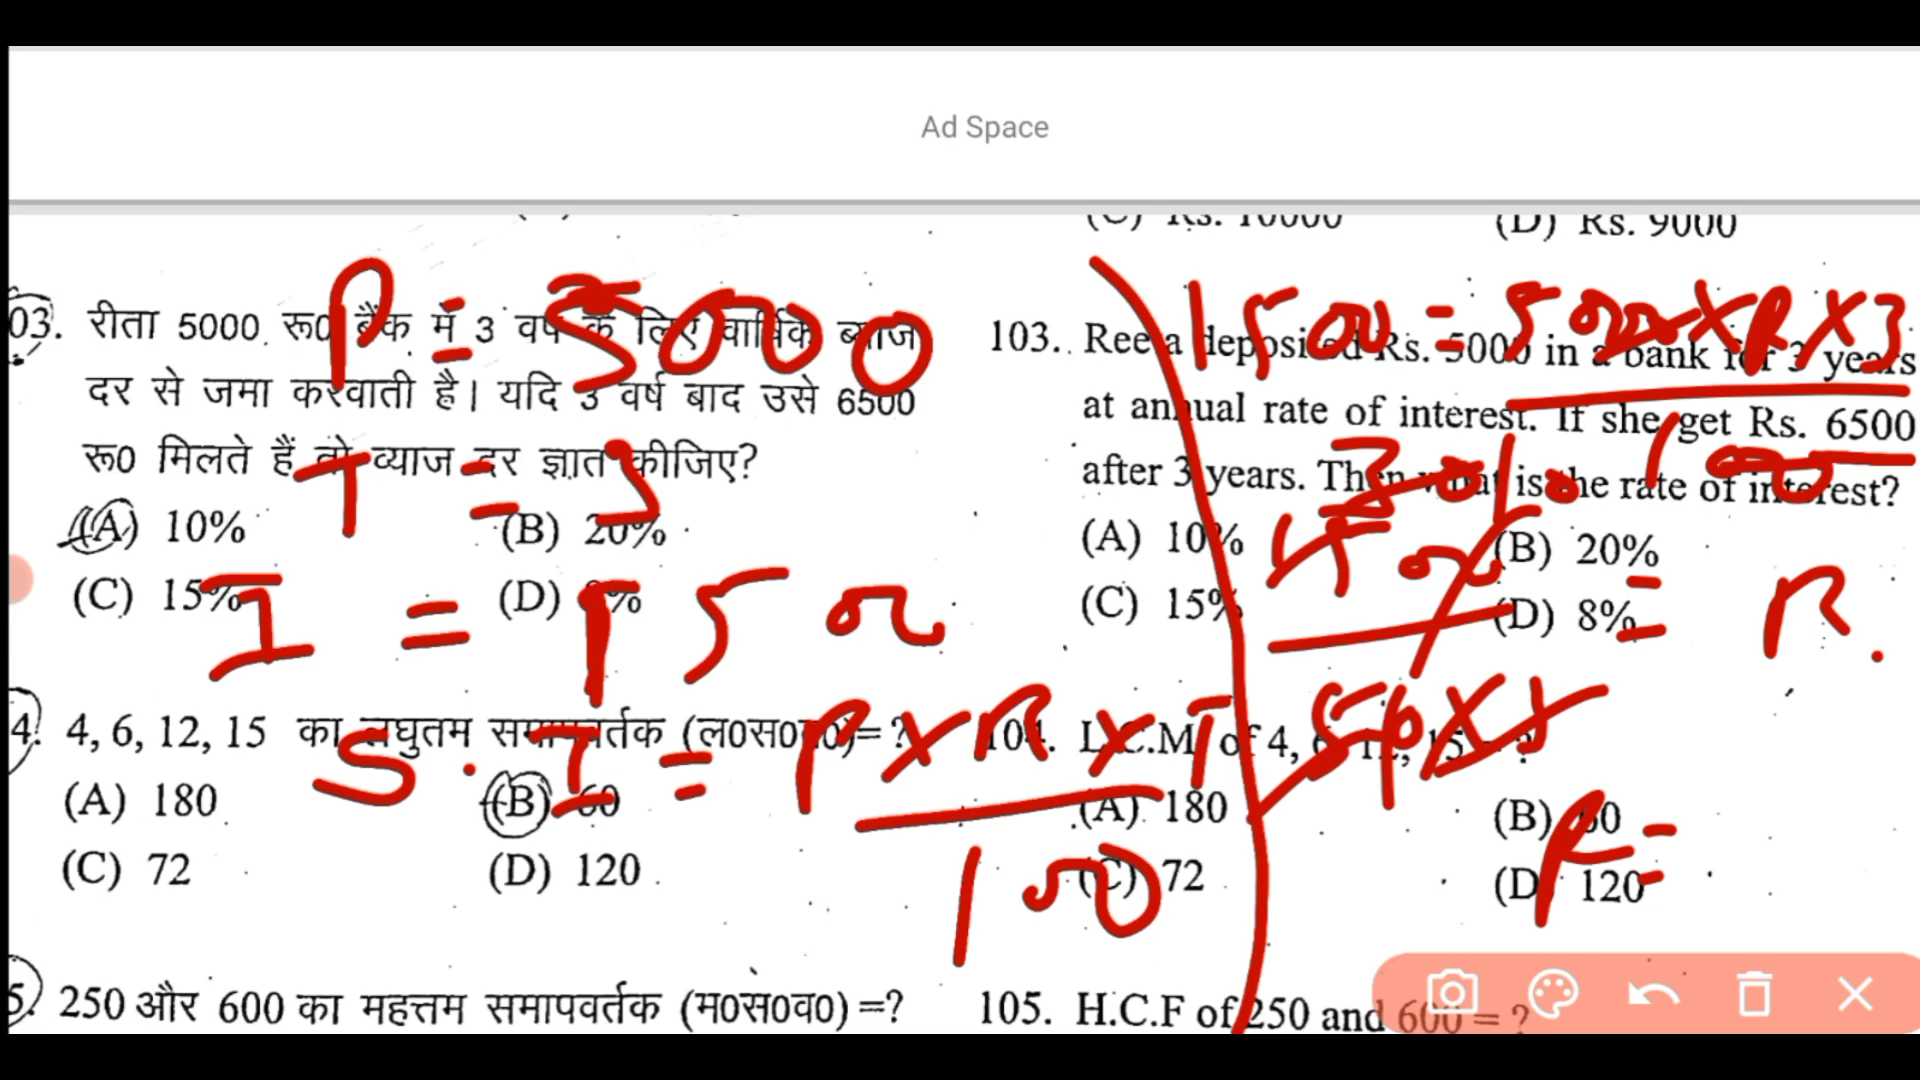 Ad Space
(C) Rs. 10000 (D) Rs. 9000
03. रीता 5000 रू0 बैंक में 3 वर्ष के लिए वार्षिक ब्याज
दर से जमा करवाती है। यदि 3 वर्ष बाद उसे 6500
रू0 मिलते हैं तो व्याज दर ज्ञात कीजिए?
(A) 10% (B) 20%
(C) 15% (D) 8%
4. 4, 6, 12, 15 का लघुतम समापवर्तक (ल0स0व0)= ?
(A) 180 (B) 60
(C) 72 (D) 120
5. 250 और 600 का महत्तम समापवर्तक (म0स0व0) =?
103. Reeta deposited Rs. 5000 in a bank for 3 years
at annual rate of interest. If she get Rs. 6500
after 3 years. Then what is the rate of interest?
(A) 10% (B) 20%
(C) 15% (D) 8%
104. L.C.M of 4, 6, 12, 15 = ?
(A) 180 (B) 60
(C) 72 (D) 120
105. H.C.F of 250 and 600 = ?
P = 5000
T = 3
I = 1500
S.I = P×R×T
100
1500 = 5000×R×3
100
= R
R =